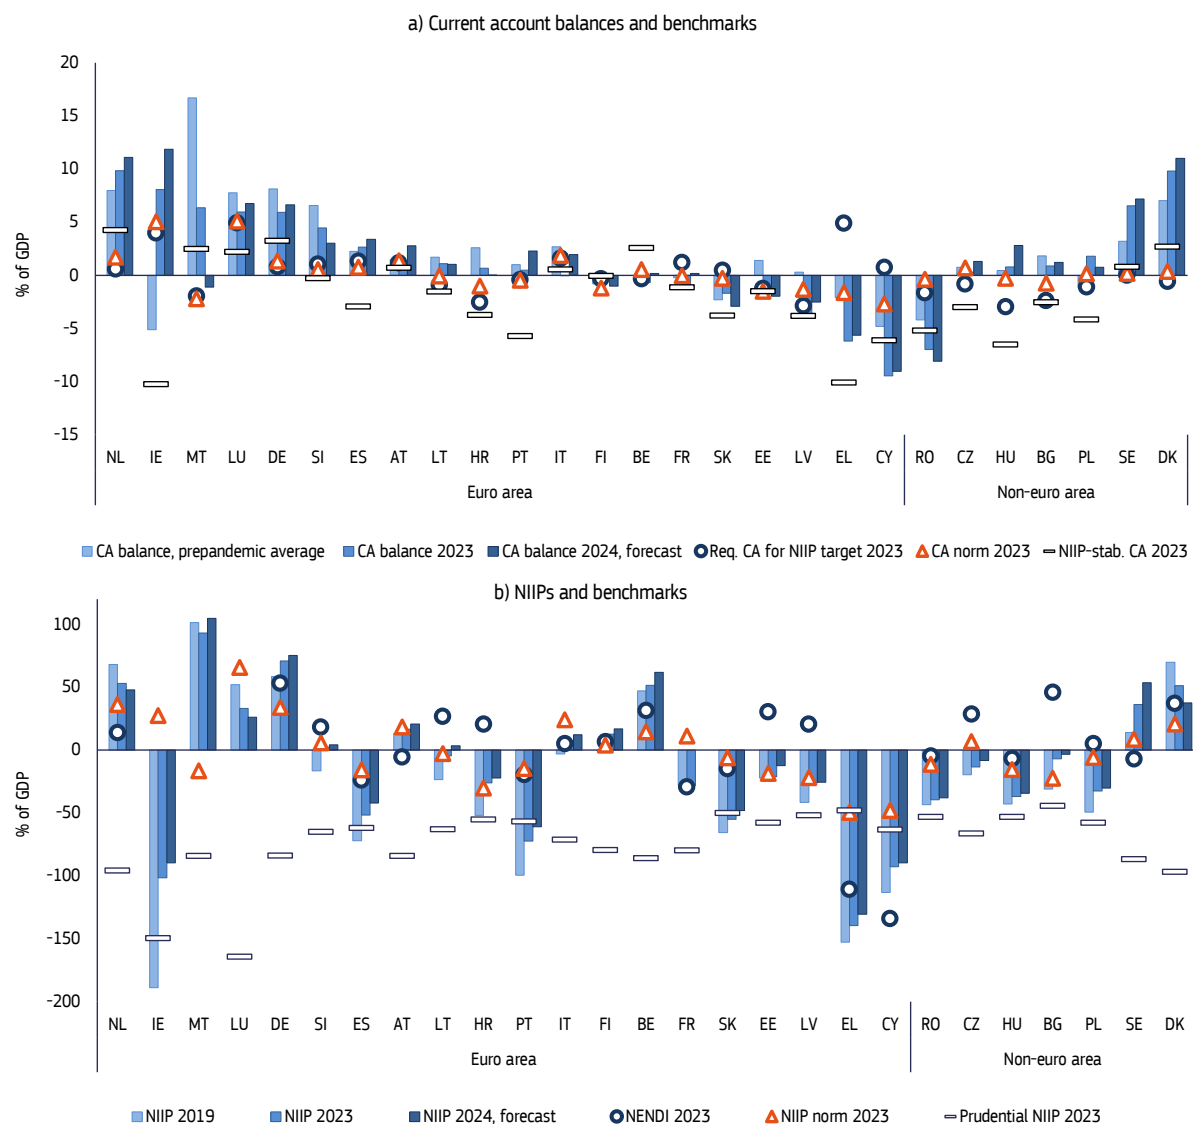 a) Current account balances and benchmarks
% of GDP
20
15
10
5
0
-5
-10
-15
NL IE MT LU DE SI ES AT LT HR PT IT FI BE FR SK EE LV EL CY RO CZ HU BG PL SE DK
Euro area Non-euro area
CA balance, prepandemic average CA balance 2023 CA balance 2024, forecast Req. CA for NIIP target 2023 CA norm 2023 NIIP-stab. CA 2023
b) NIIPs and benchmarks
% of GDP
100
50
0
-50
-100
-150
-200
NL IE MT LU DE SI ES AT LT HR PT IT FI BE FR SK EE LV EL CY RO CZ HU BG PL SE DK
Euro area Non-euro area
NIIP 2019 NIIP 2023 NIIP 2024, forecast NENDI 2023 NIIP norm 2023 Prudential NIIP 2023